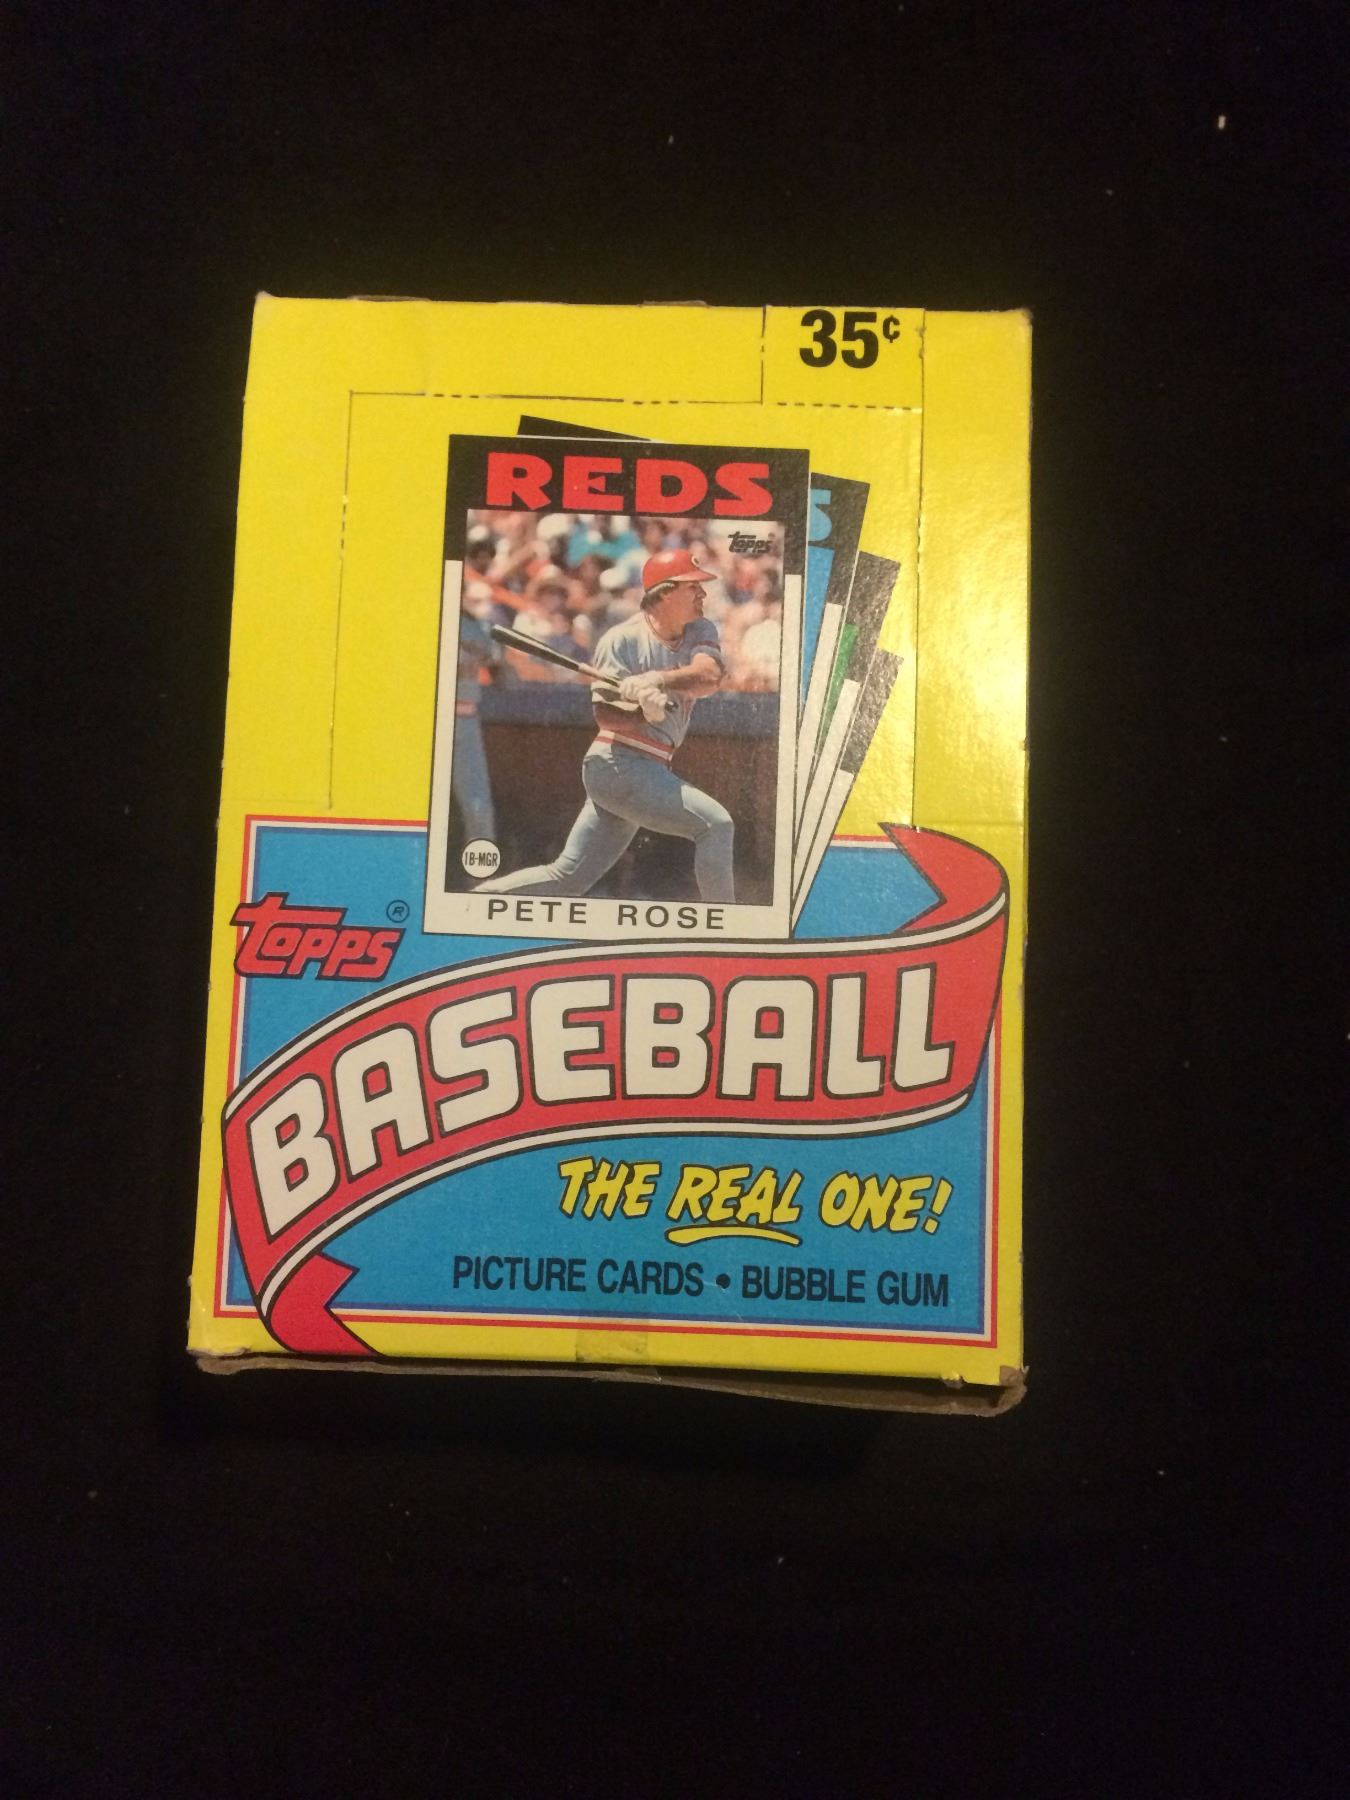 35¢
REDS
S
topps
1B-MGR
PETE ROSE
topps ®
BASEBALL
THE REAL ONE!
PICTURE CARDS • BUBBLE GUM